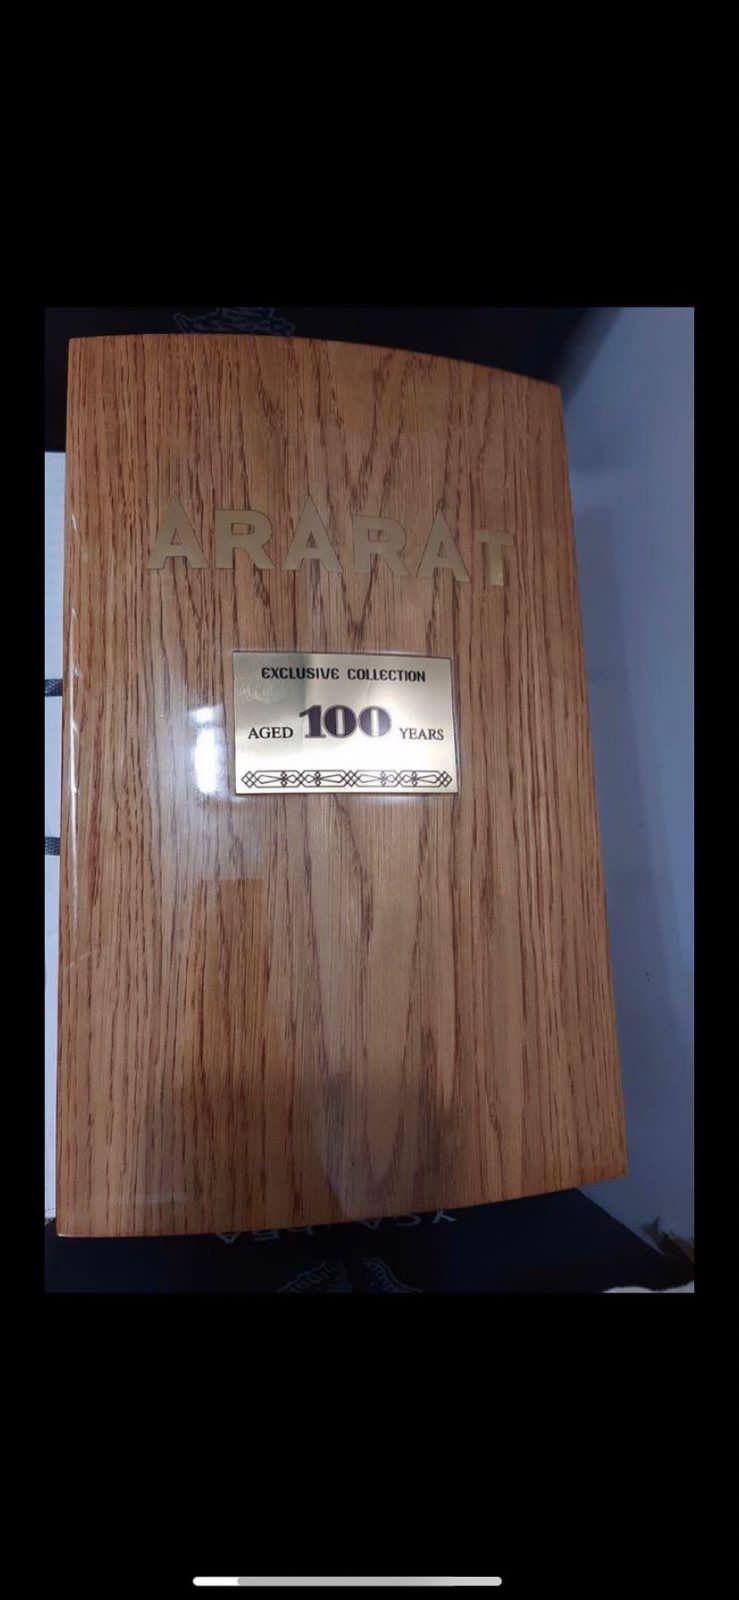 ARARAT
EXCLUSIVE COLLECTION
AGED 100 YEARS